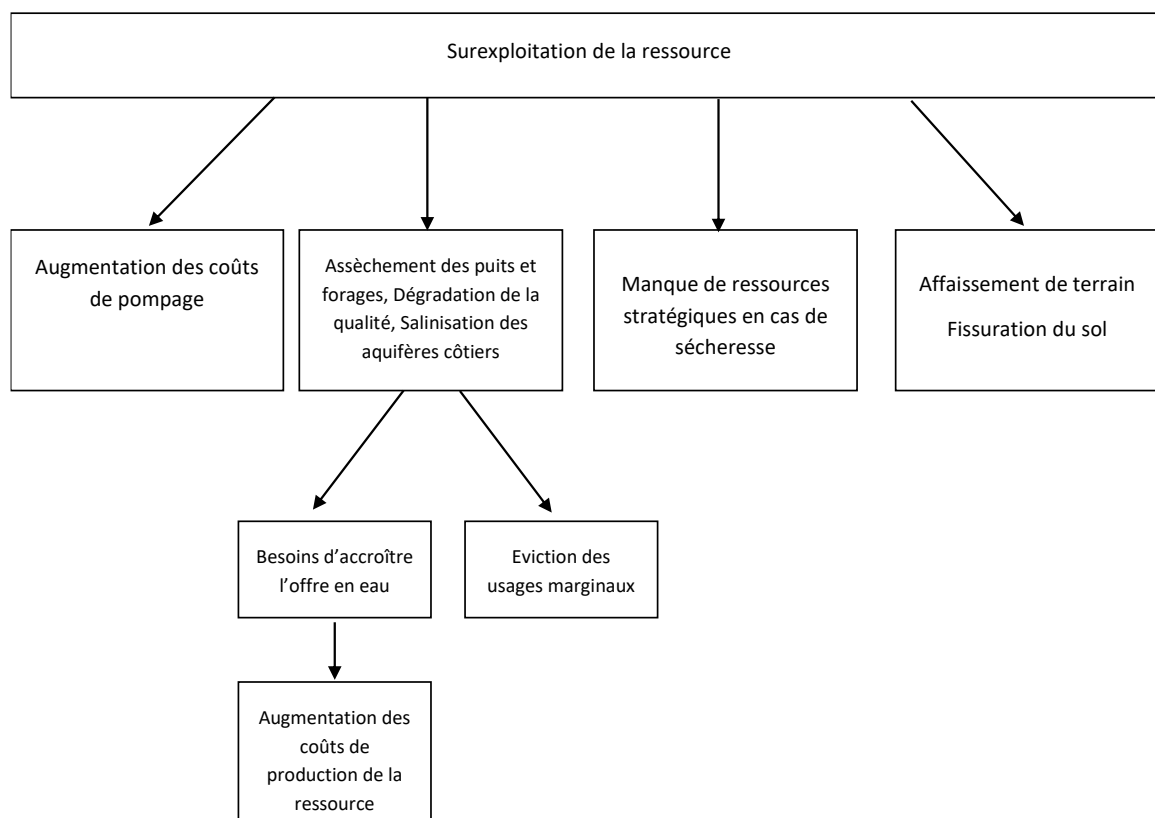 Surexploitation de la ressource
Augmentation des coûts
de pompage
Assèchement des puits et
forages, Dégradation de la
qualité, Salinisation des
aquifères côtiers
Manque de ressources
stratégiques en cas de
sécheresse
Affaissement de terrain
Fissuration du sol
Besoins d’accroître
l’offre en eau
Eviction des
usages marginaux
Augmentation des
coûts de
production de la
ressource